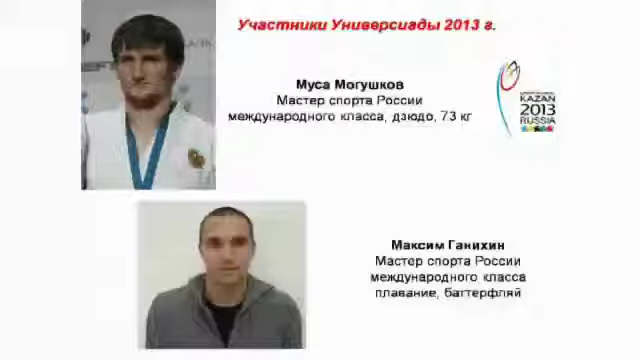 Участники Универсиады 2013 г.
Муса Могушков
Мастер спорта России
международного класса, дзюдо, 73 кг
KAZAN
2013
RUSSIA
Максим Ганихин
Мастер спорта России
международного класса
плавание, баттерфляй